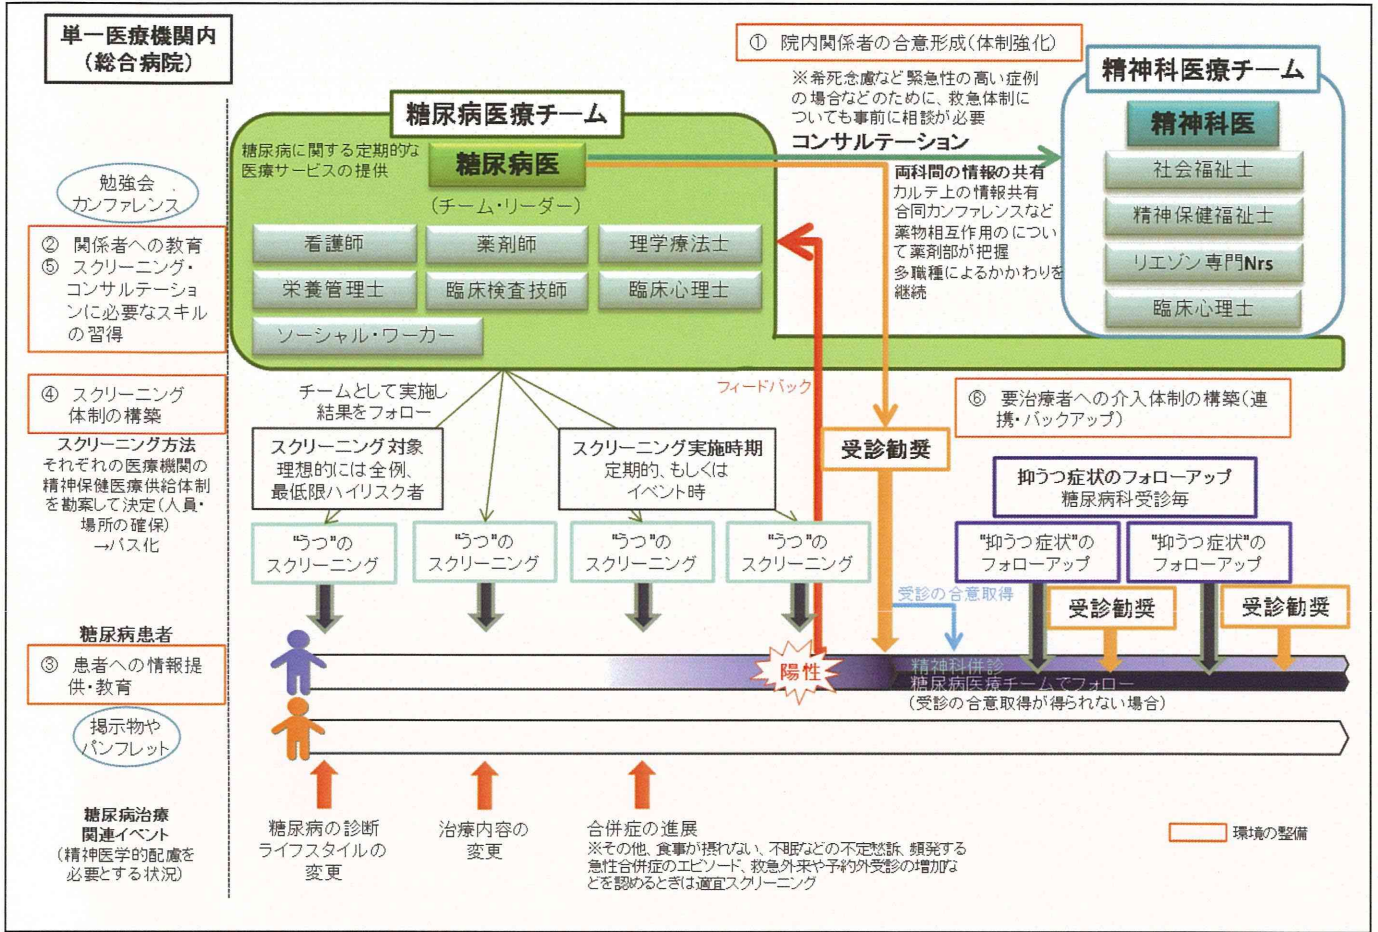 単一医療機関内
（総合病院）
① 院内関係者の合意形成(体制強化)
※希死念慮など緊急性の高い症例
の場合などのために、救急体制に
ついても事前に相談が必要
コンサルテーション
精神科医療チーム
精神科医
社会福祉士
精神保健福祉士
リエゾン専門Nrs
臨床心理士
両科間の情報の共有
カルテ上の情報共有
合同カンファレンスなど
薬物相互作用のについ
て薬剤部が把握
多職種によるかかわりを
継続
糖尿病医療チーム
糖尿病に関する定期的な
医療サービスの提供
糖尿病医
(チーム・リーダー)
看護師
薬剤師
理学療法士
栄養管理士
臨床検査技師
臨床心理士
ソーシャル・ワーカー
勉強会
カンファレンス
② 関係者への教育
⑤ スクリーニング・
コンサルテーショ
ンに必要なスキル
の習得
④ スクリーニング
体制の構築
スクリーニング方法
それぞれの医療機関の
精神保健医療供給体制
を勘案して決定(人員・
場所の確保)
→パス化
チームとして実施し
結果をフォロー
フィードバック
スクリーニング対象
理想的には全例、
最低限ハイリスク者
スクリーニング実施時期
定期的、もしくは
イベント時
受診勧奨
⑥ 要治療者への介入体制の構築(連
携・バックアップ)
抑うつ症状のフォローアップ
糖尿病科受診毎
"うつ"の
スクリーニング
"うつ"の
スクリーニング
"うつ"の
スクリーニング
"うつ"の
スクリーニング
"抑うつ症状"の
フォローアップ
"抑うつ症状"の
フォローアップ
受診の合意取得
受診勧奨
受診勧奨
糖尿病患者
③ 患者への情報提
供・教育
掲示物や
パンフレット
陽性
精神科併診
糖尿病医療チームでフォロー
(受診の合意取得が得られない場合)
糖尿病治療
関連イベント
(精神医学的配慮を
必要とする状況)
糖尿病の診断
ライフスタイルの
変更
治療内容の
変更
合併症の進展
※その他、食事が摂れない、不眠などの不定愁訴、頻発する
急性合併症のエピソード、救急外来や予約外受診の増加な
どを認めるときは適宜スクリーニング
環境の整備